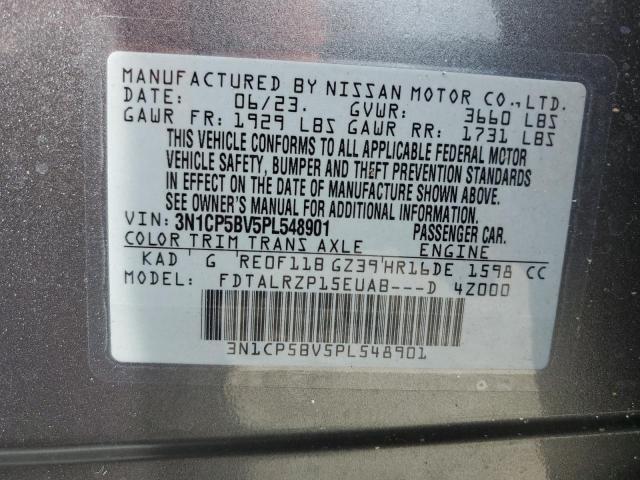 MANUFACTURED BY NISSAN MOTOR CO., LTD.
DATE: 06/23. GVWR: 3660 LBS
GAWR FR: 1929 LBS GAWR RR: 1731 LBS
THIS VEHICLE CONFORMS TO ALL APPLICABLE FEDERAL MOTOR
VEHICLE SAFETY, BUMPER AND THEFT PREVENTION STANDARDS
IN EFFECT ON THE DATE OF MANUFACTURE SHOWN ABOVE.
SEE OWNER'S MANUAL FOR ADDITIONAL INFORMATION
VIN: 3N1CP5BV5PL548901 PASSENGER CAR.
COLOR TRIM TRANS AXLE ENGINE
KAD G RE0F11B GZ39 HR16DE 1598 CC
MODEL: FDTALRZP15EUAB---D 4Z000
3N1CP5BV5PL548901